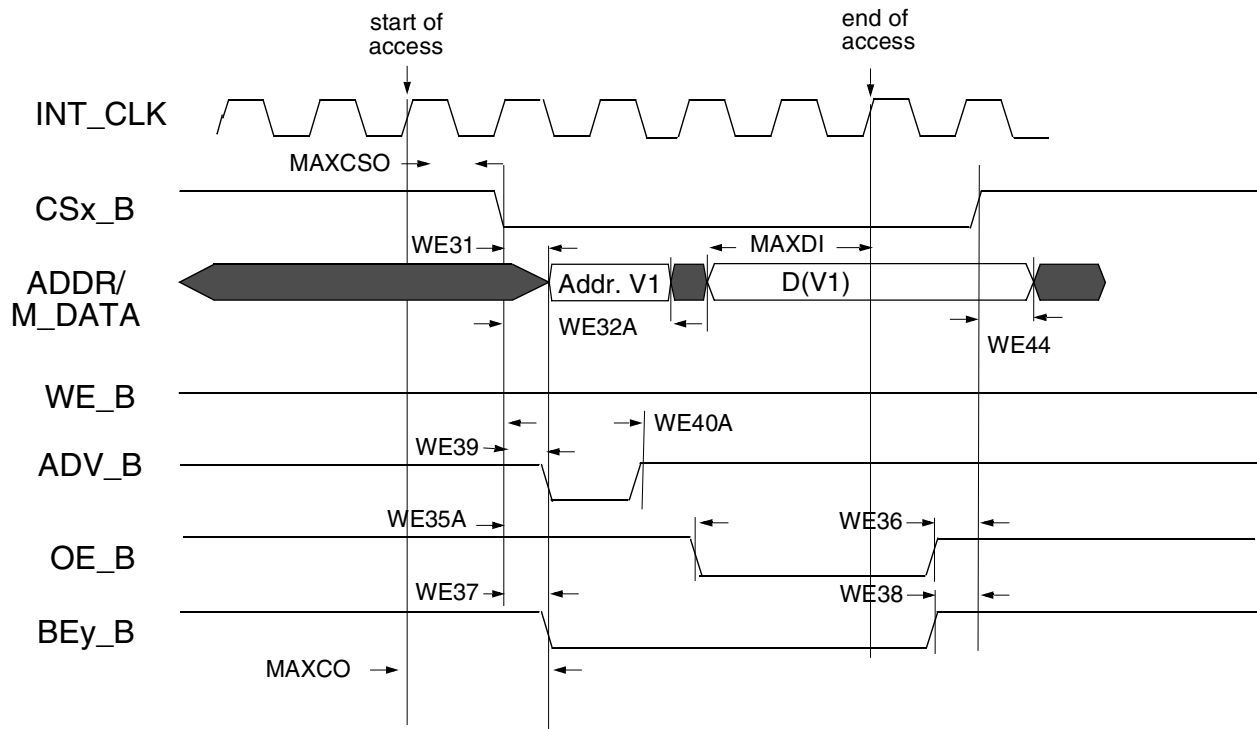 start of
access
end of
access
INT_CLK
MAXCSO
CSx_B
WE31
MAXDI
ADDR/
M_DATA
Addr. V1
D(V1)
WE32A
WE44
WE_B
WE40A
WE39
ADV_B
WE35A
WE36
OE_B
WE37
WE38
BEy_B
MAXCO